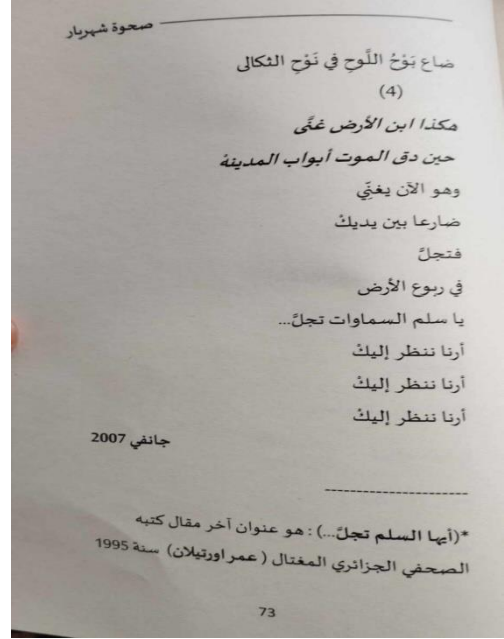 صحوة شهريار
ضاع بَوْحُ اللَّوحِ في نَوْحِ الثكالى
(4)
هكذا ابن الأرض غنَّى
حين دق الموت أبواب المدينة
وهو الآن يغنِّي
ضارعا بين يديكْ
فتجلَّ
في ربوع الأرض
يا سلم السماوات تجلَّ...
أرنا ننظر إليكْ
أرنا ننظر إليكْ
أرنا ننظر إليكْ
جانفي 2007
*(أيها السلم تجلَّ...) : هو عنوان آخر مقال كتبه
الصحفي الجزائري المغتال (عمر اورتيلان) سنة 1995
73